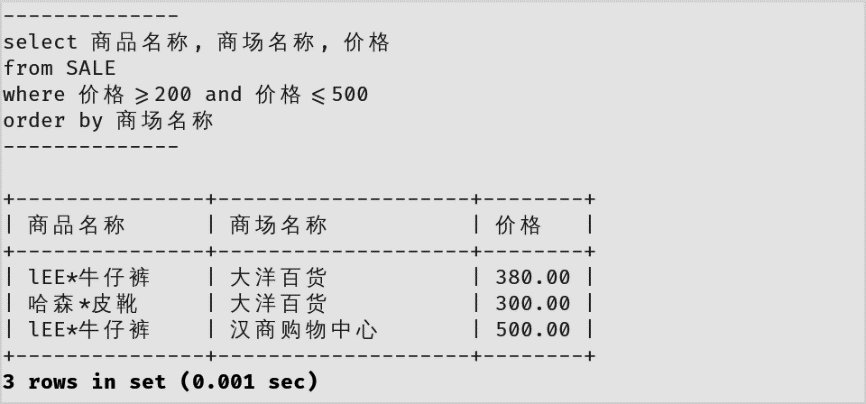 --------------
select 商品名称, 商场名称, 价格
from SALE
where 价格 ≥200 and 价格 ≤500
order by 商场名称
--------------
+---------------+--------------------+--------+
| 商品名称 | 商场名称 | 价格 |
+---------------+--------------------+--------+
| lEE*牛仔裤 | 大洋百货 | 380.00 |
| 哈森*皮靴 | 大洋百货 | 300.00 |
| lEE*牛仔裤 | 汉商购物中心 | 500.00 |
+---------------+--------------------+--------+
3 rows in set (0.001 sec)